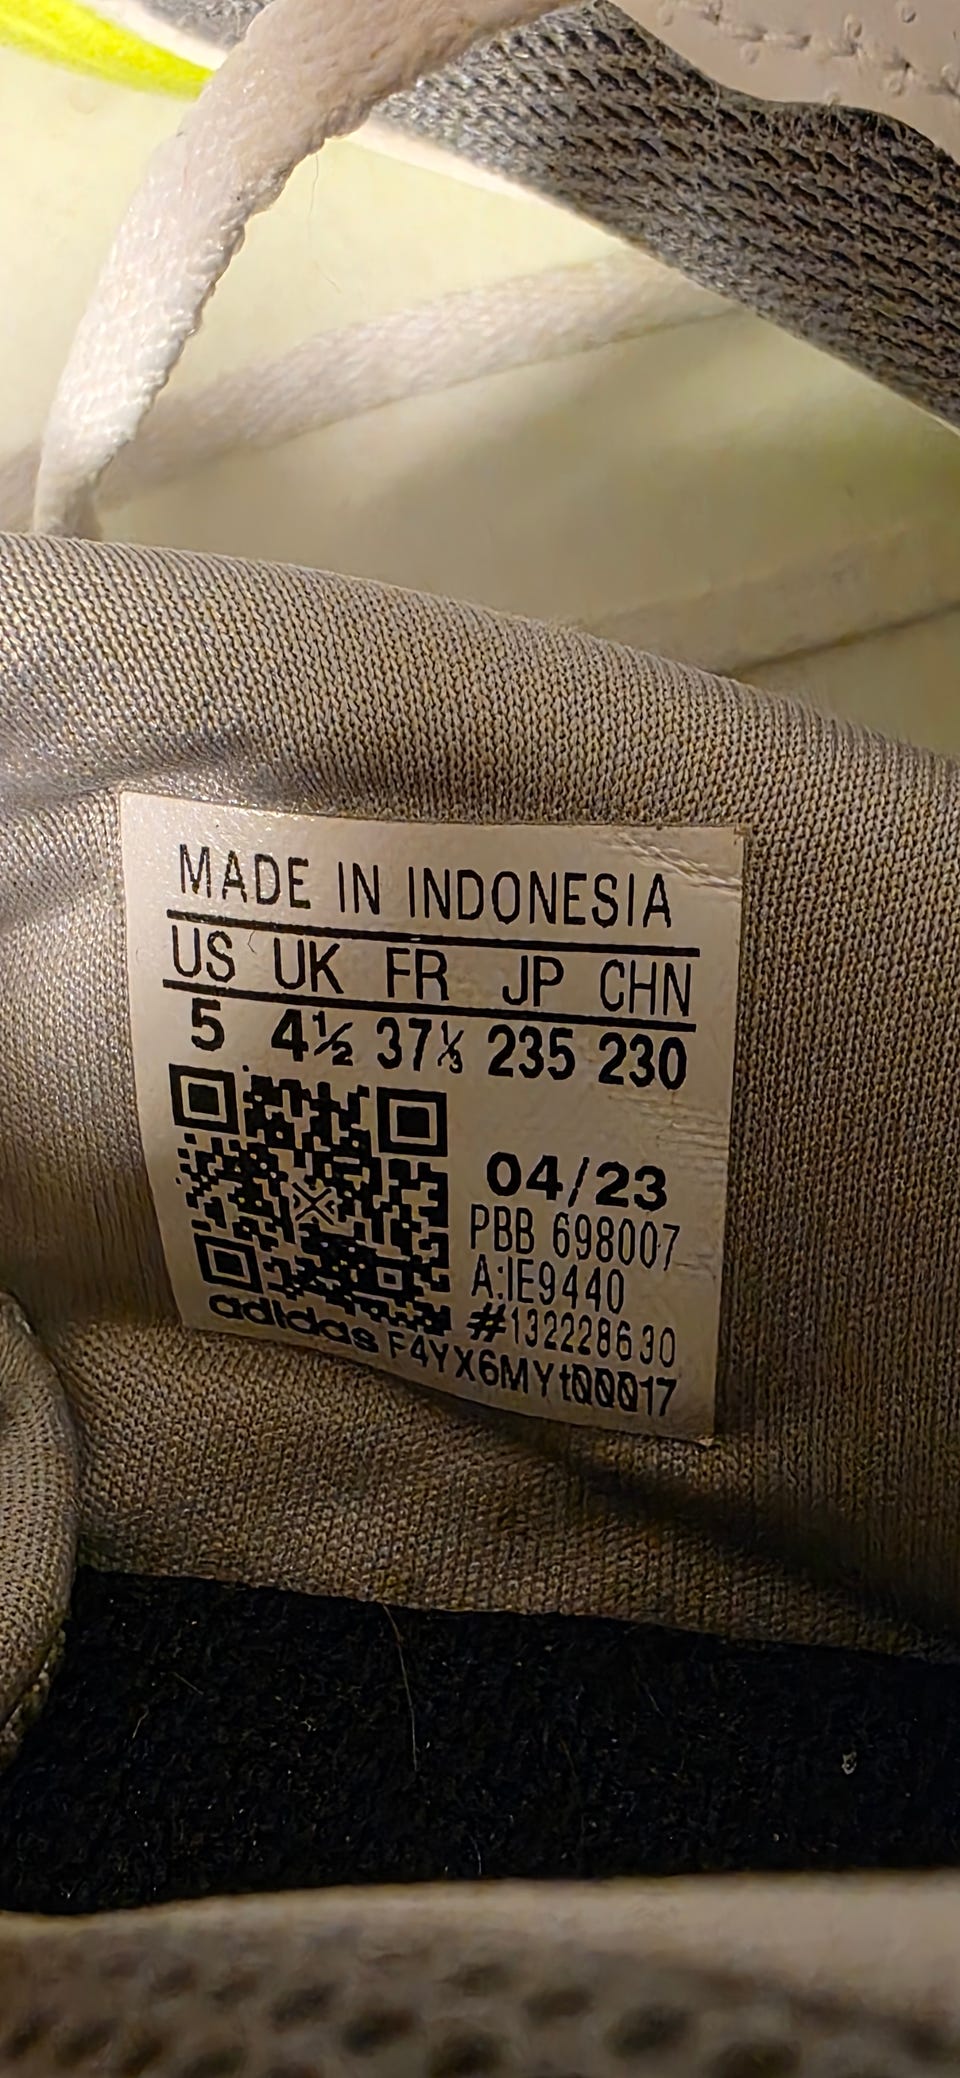 MADE IN INDONESIA
US UK FR JP CHN
5 4½ 37⅓ 235 230
04/23
PBB 698007
A:IE9440
#132228630
adidas F4YX6MYt00017